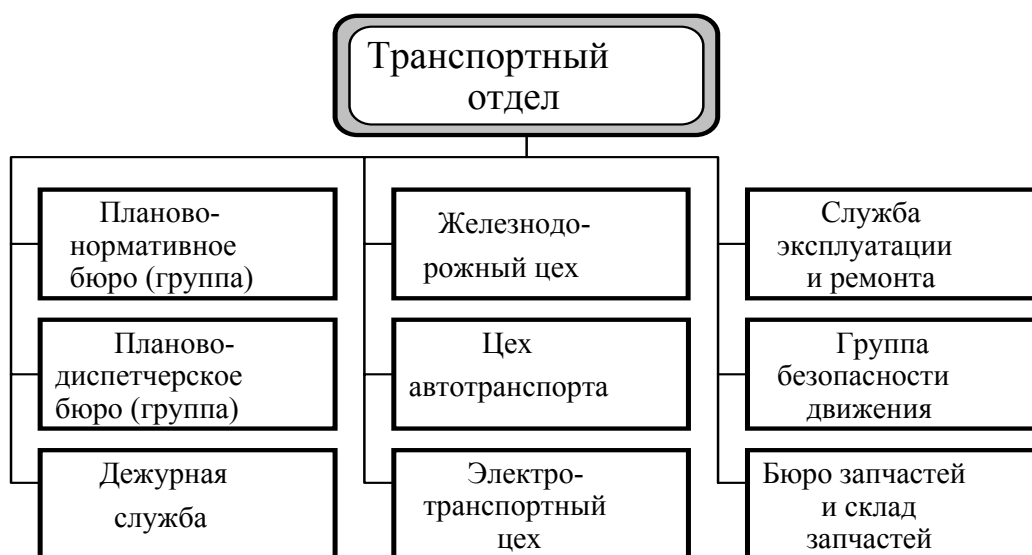 Транспортный
отдел
Планово-
нормативное
бюро (группа)
Железнодо-
рожный цех
Служба
эксплуатации
и ремонта
Планово-
диспетчерское
бюро (группа)
Цех
автотранспорта
Группа
безопасности
движения
Дежурная
служба
Электро-
транспортный
цех
Бюро запчастей
и склад
запчастей